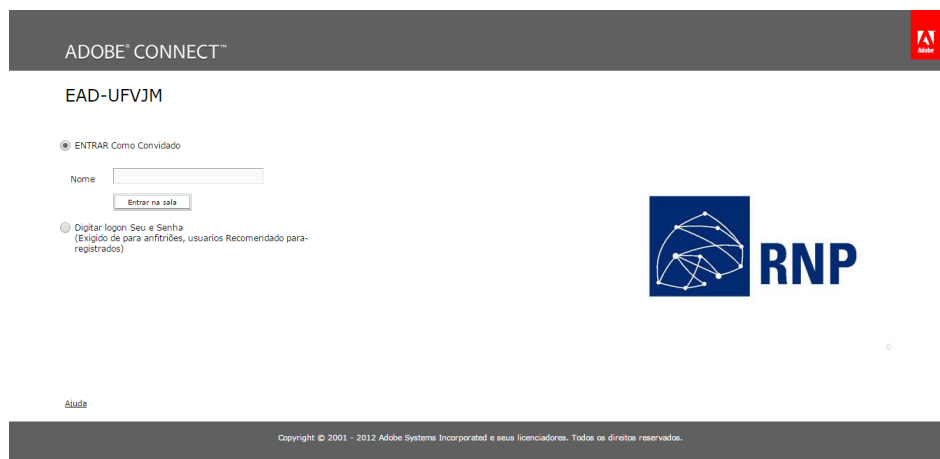 ADOBE® CONNECT™
Adobe
EAD-UFVJM
ENTRAR Como Convidado
Nome
Entrar na sala
Digitar logon Seu e Senha
(Exigido de para anfitriões, usuarios Recomendado para-
registrados)
RNP
c
Ajuda
Copyright © 2001 - 2012 Adobe Systems Incorporated e seus licenciadores. Todos os direitos reservados.